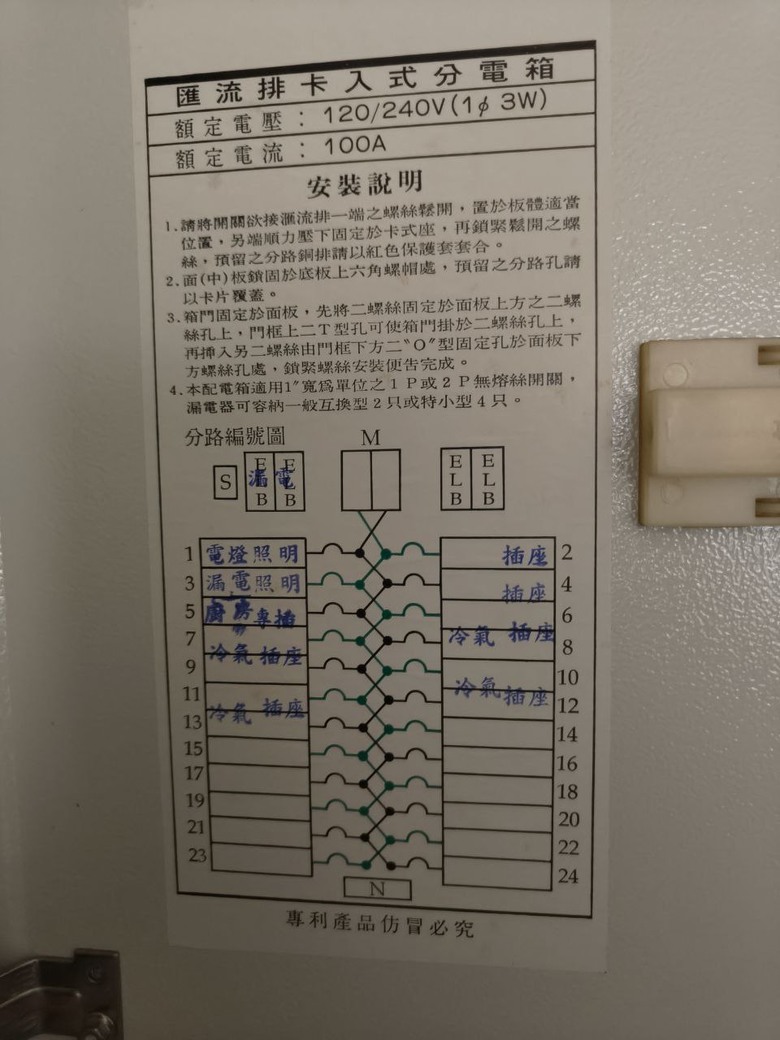 匯流排卡入式分電箱
額定電壓：120/240V(1φ 3W)
額定電流：100A
安裝說明
1.請將開關欲接滙流排一端之螺絲鬆開，置於板體適當
位置，另端順力壓下固定於卡式座，再鎖緊鬆開之螺
絲，預留之分路銅排請以紅色保護套套合。
2.面(中)板鎖固於底板上六角螺帽處，預留之分路孔請
以卡片覆蓋。
3.箱門固定於面板，先將二螺絲固定於面板上方之二螺
絲孔上，門框上二T型孔可使箱門掛於二螺絲孔上，
再挿入另二螺絲由門框下方二"O"型固定孔於面板下
方螺絲孔處，鎖緊螺絲安裝便告完成。
4.本配電箱適用1"寬爲單位之1P或2P無熔絲開關，
漏電器可容納一般互換型2只或特小型4只。
分路編號圖
M
S
ELB
ELB
漏電
ELB
ELB
1 電燈照明 插座 2
3 漏電照明 插座 4
5 廚房專插 6
7 冷氣 插座 8
9 冷氣 插座 10
11 冷氣 插座 12
13 冷氣 插座 14
15 16
17 18
19 20
21 22
23 24
N
專利產品仿冒必究